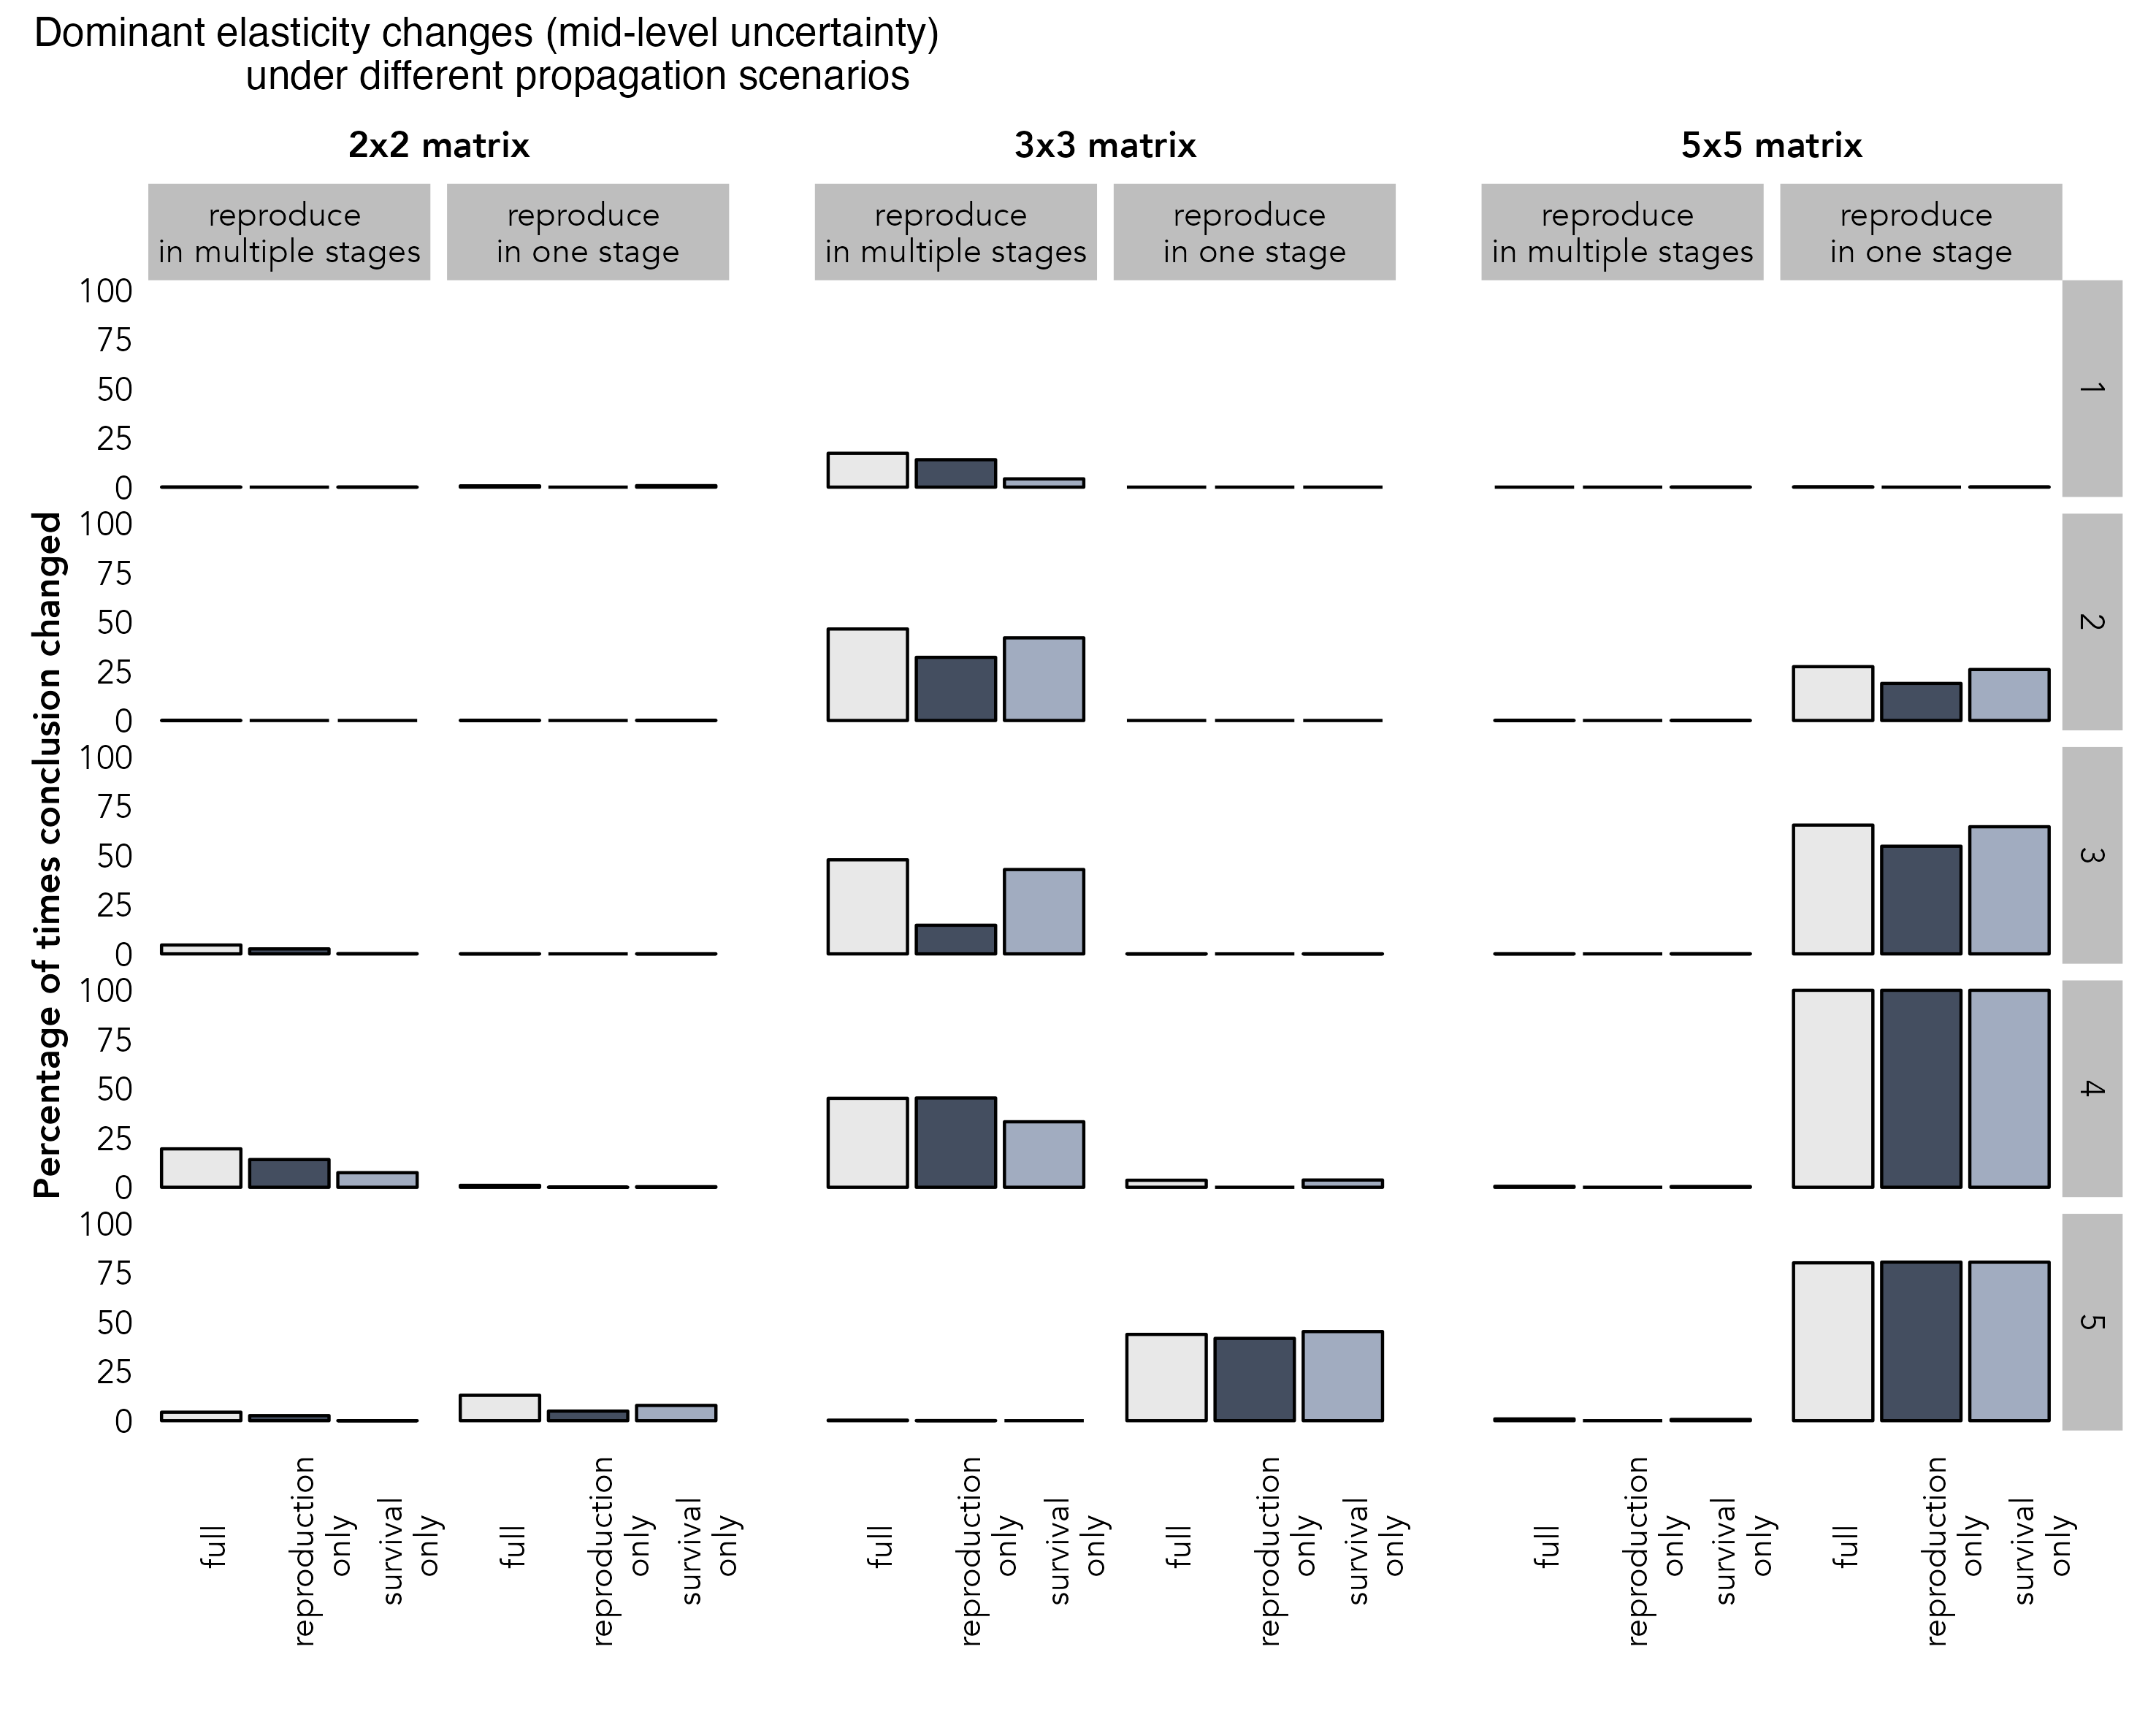 Dominant elasticity changes (mid-level uncertainty)
under different propagation scenarios
2x2 matrix
3x3 matrix
5x5 matrix
reproduce
in multiple stages
reproduce
in one stage
reproduce
in multiple stages
reproduce
in one stage
reproduce
in multiple stages
reproduce
in one stage
Percentage of times conclusion changed
100
75
50
25
0
1
100
75
50
25
0
2
100
75
50
25
0
3
100
75
50
25
0
4
100
75
50
25
0
5
full
reproduction
only
survival
only
full
reproduction
only
survival
only
full
reproduction
only
survival
only
full
reproduction
only
survival
only
full
reproduction
only
survival
only
full
reproduction
only
survival
only